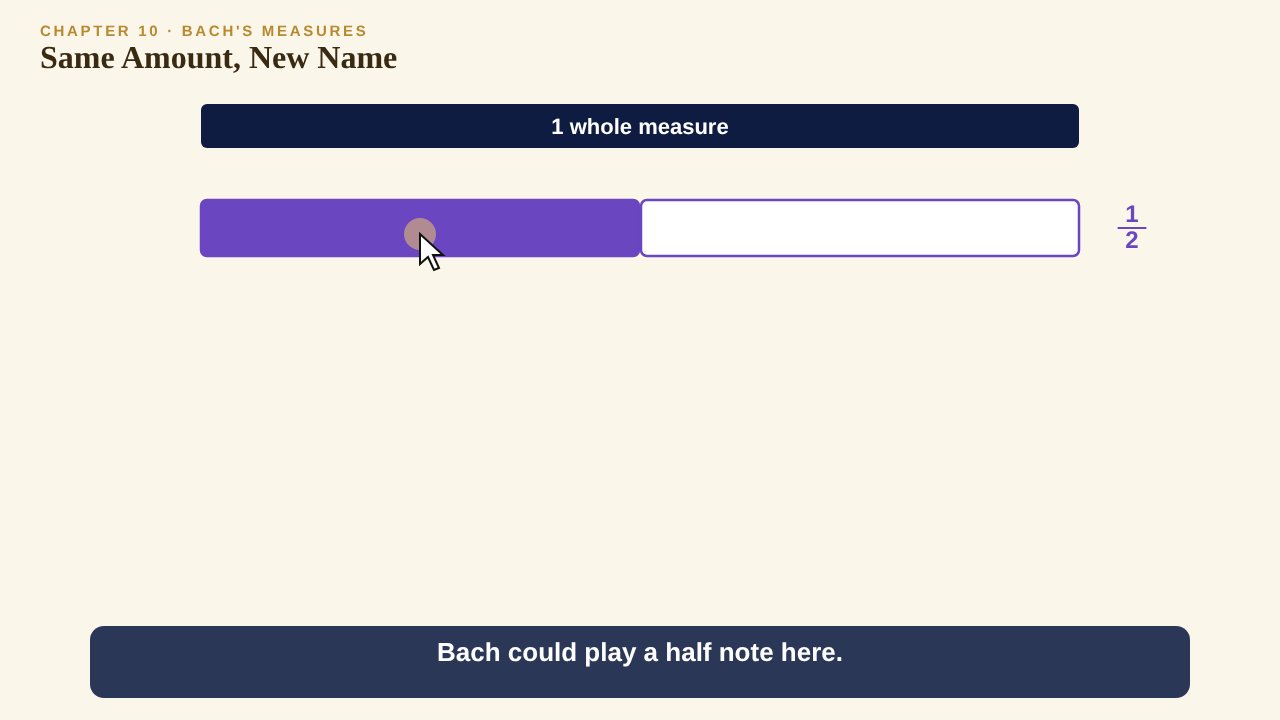 CHAPTER 10 · BACH'S MEASURES
Same Amount, New Name
1 whole measure
1
2
Bach could play a half note here.